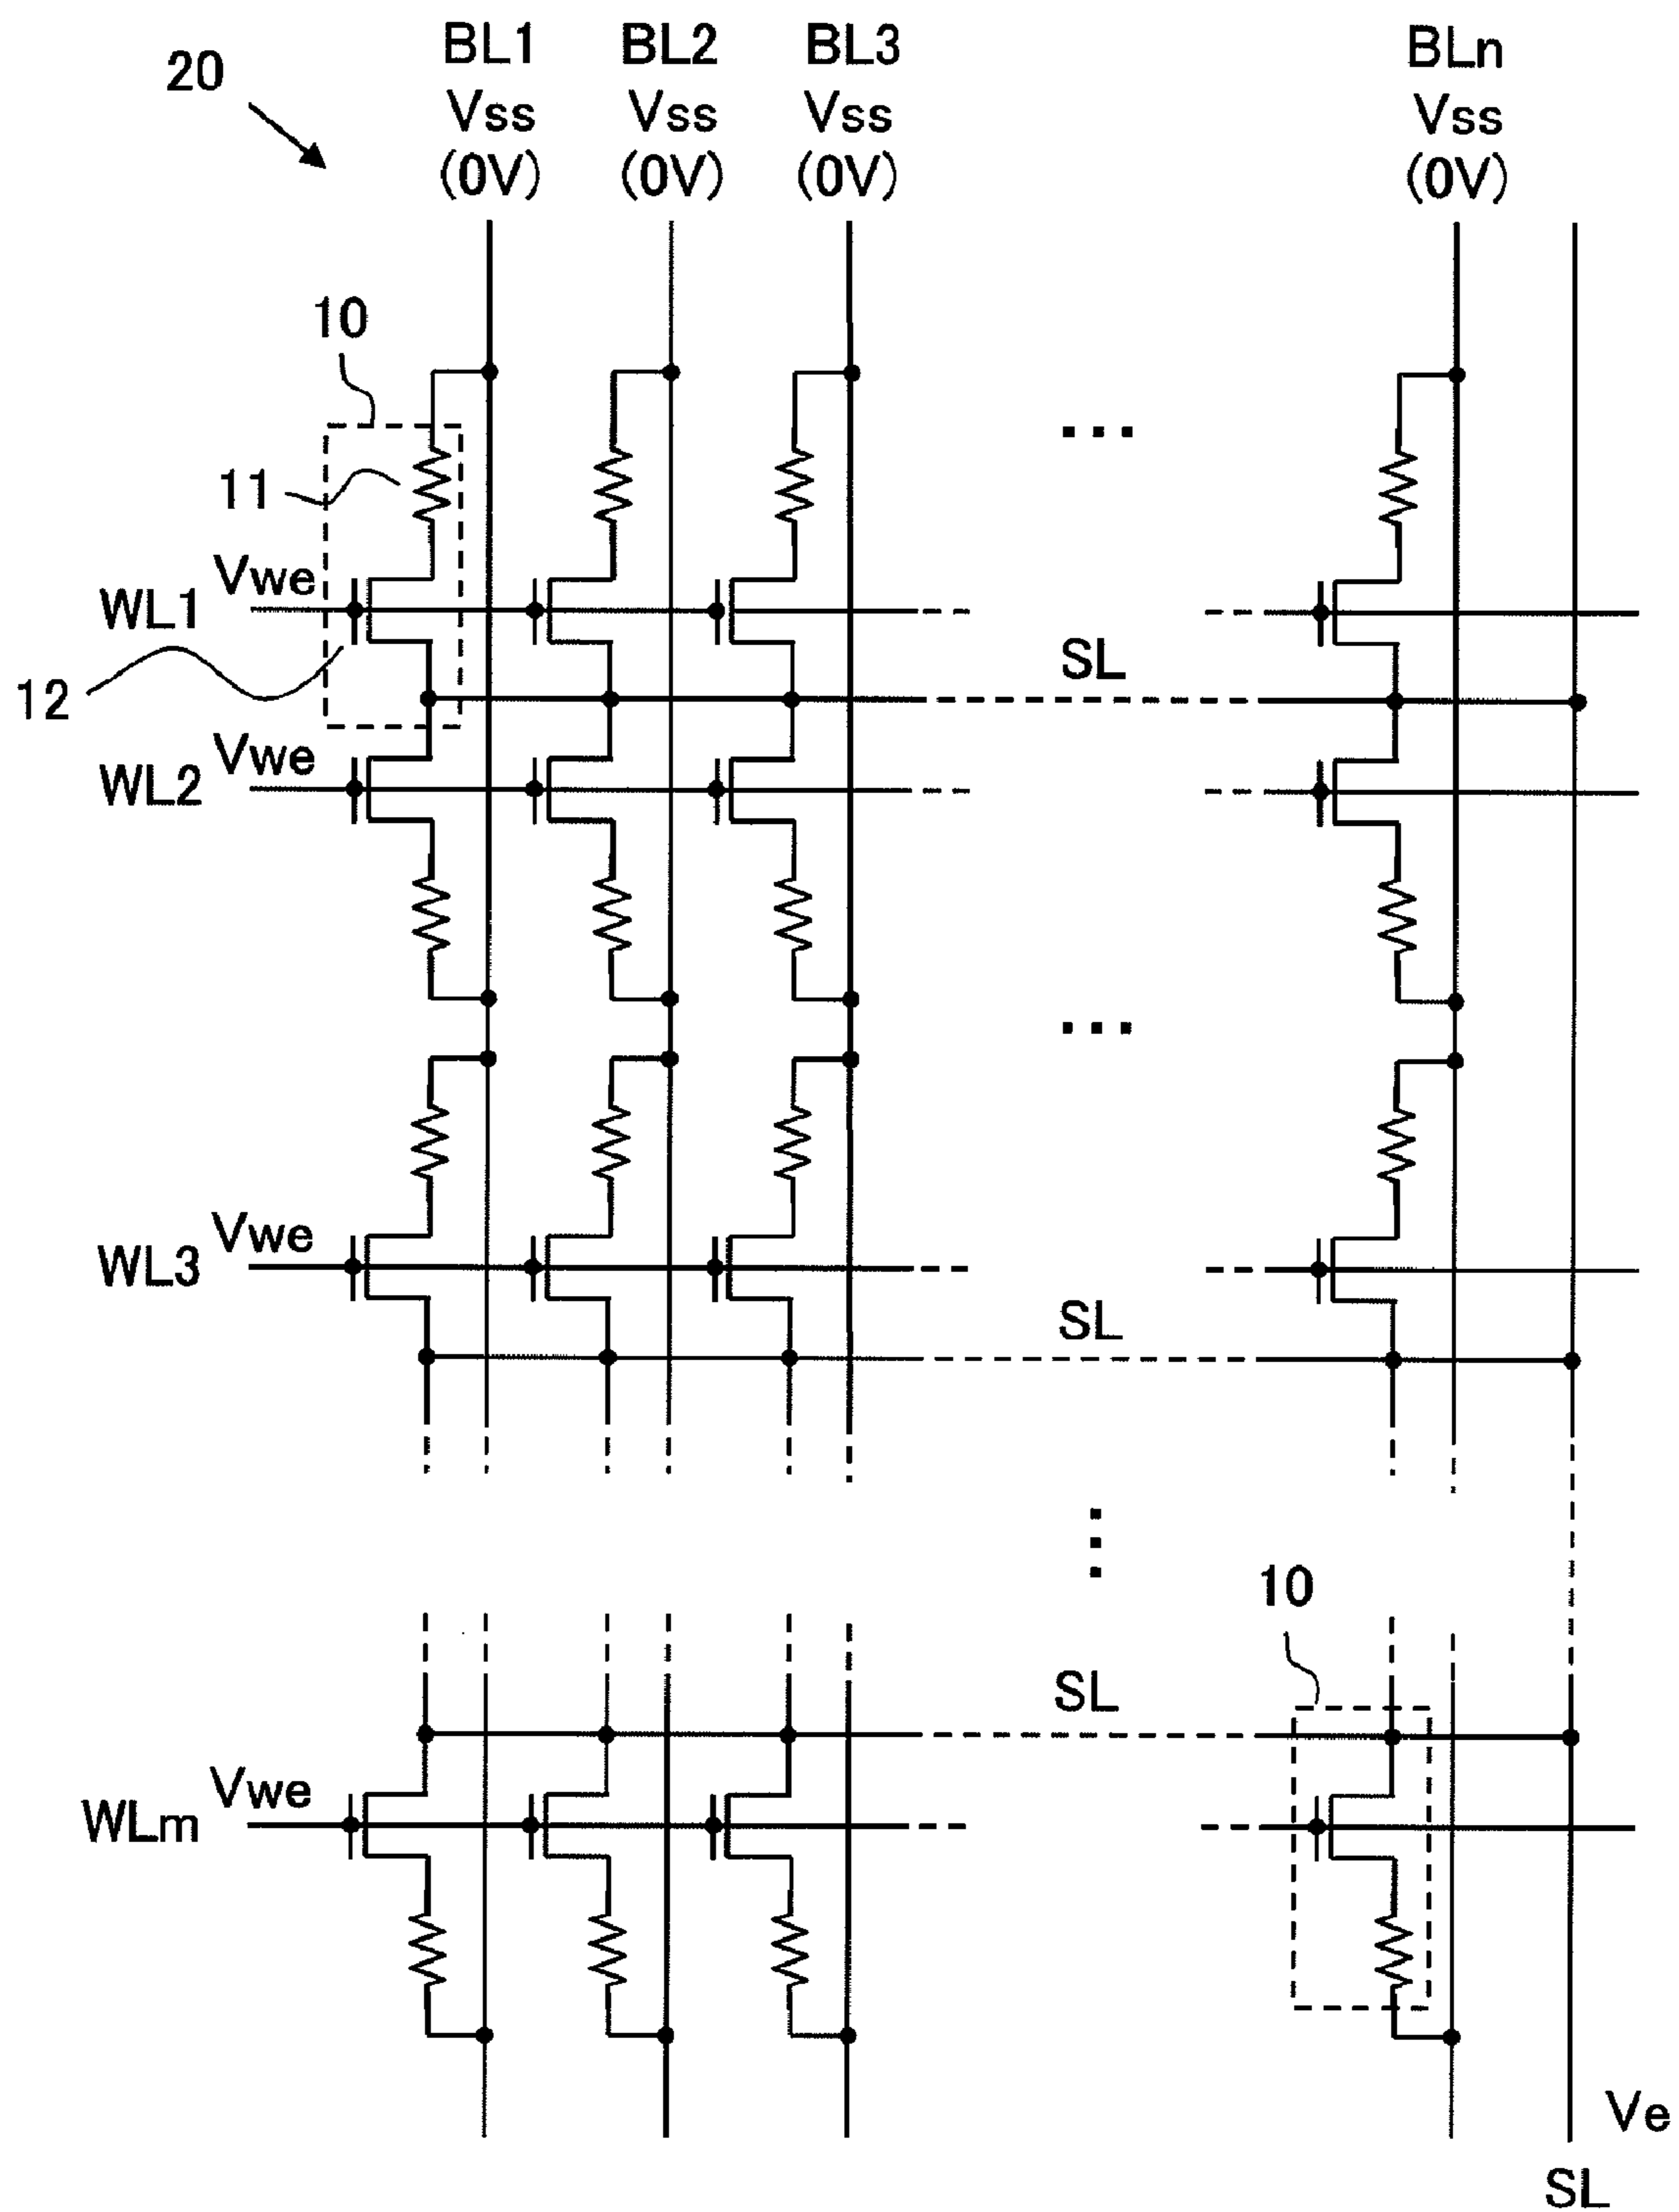 20
BL1 BL2 BL3 BLn
Vss Vss Vss Vss
(0V) (0V) (0V) (0V)
10
11
WL1 Vwe
SL
12
WL2 Vwe
...
WL3 Vwe
SL
10
SL
WLm Vwe
Ve
SL